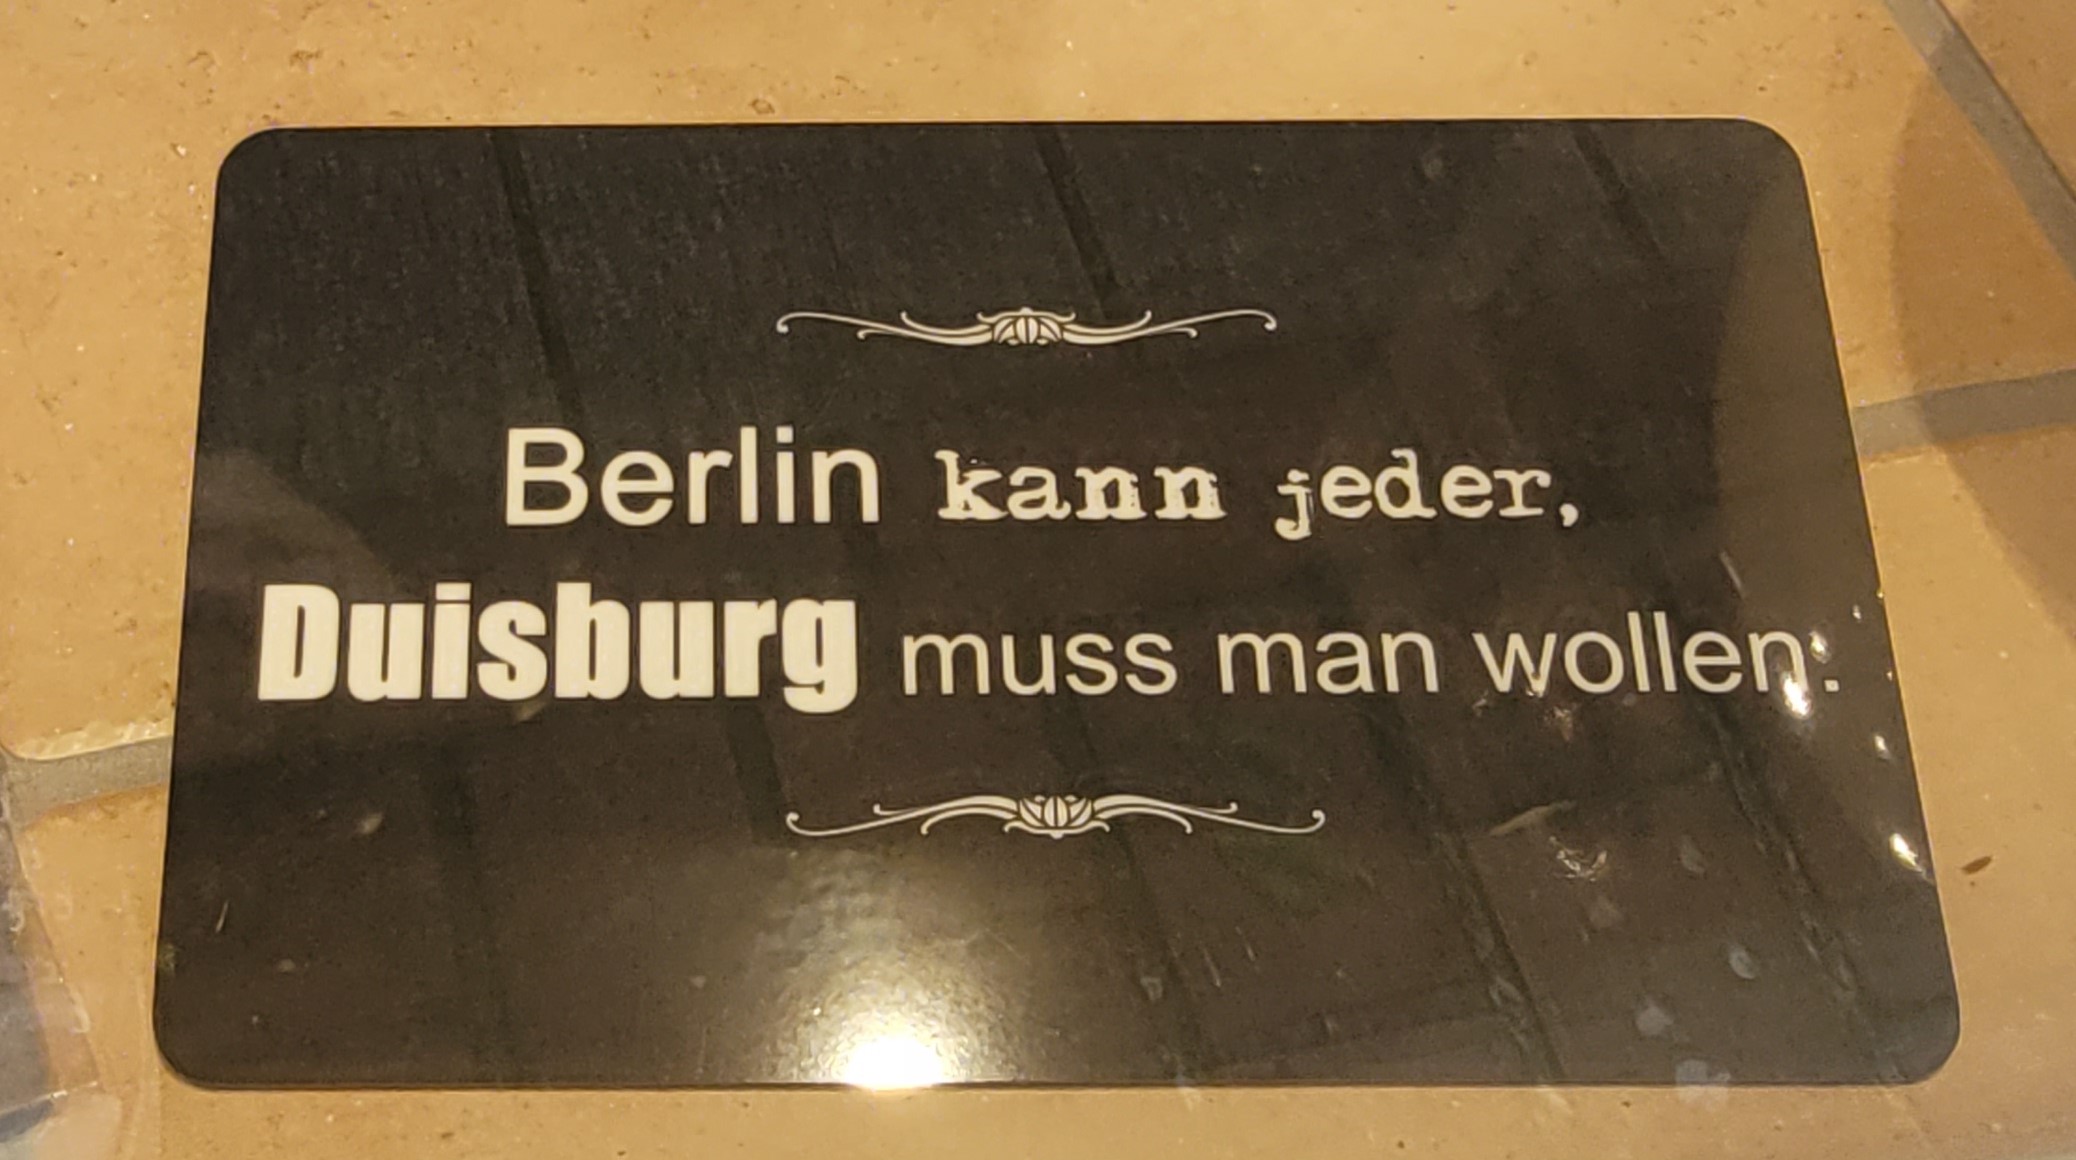 Berlin kann jeder,
Duisburg muss man wollen.